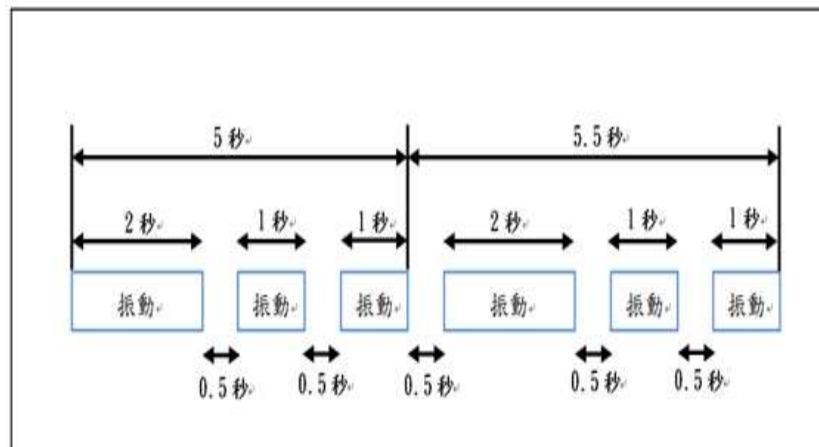 5 秒 5.5 秒
2 秒 1 秒 1 秒 2 秒 1 秒 1 秒
振動 振動 振動 振動 振動 振動
0.5 秒 0.5 秒 0.5 秒 0.5 秒 0.5 秒